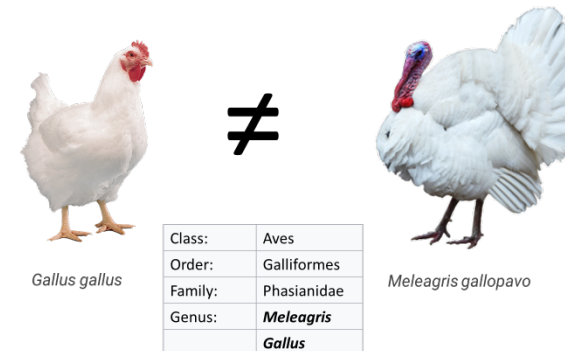 ≠
Gallus gallus
Meleagris gallopavo
Class: Aves
Order: Galliformes
Family: Phasianidae
Genus: Meleagris
Gallus